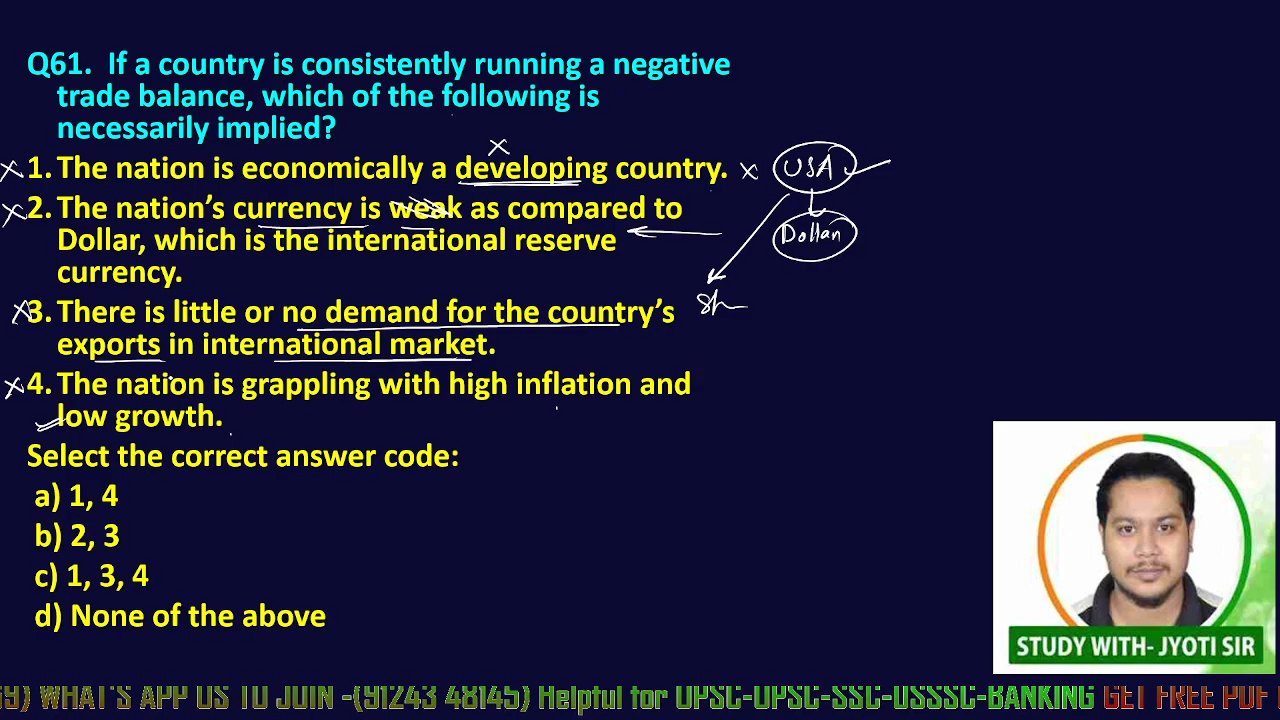 Q61. If a country is consistently running a negative
trade balance, which of the following is
necessarily implied?
1. The nation is economically a developing country.
USA
2. The nation's currency is weak as compared to
Dollar, which is the international reserve
Dollar
currency.
3. There is little or no demand for the country's
exports in international market.
4. The nation is grappling with high inflation and
low growth.
Select the correct answer code:
a) 1, 4
b) 2, 3
c) 1, 3, 4
d) None of the above
STUDY WITH- JYOTI SIR
WHAT'S APP US TO JOIN -(91243 48145) Helpful for OPSC-UPSC-SSC-OSSSC-BANKING GET FREE PDF